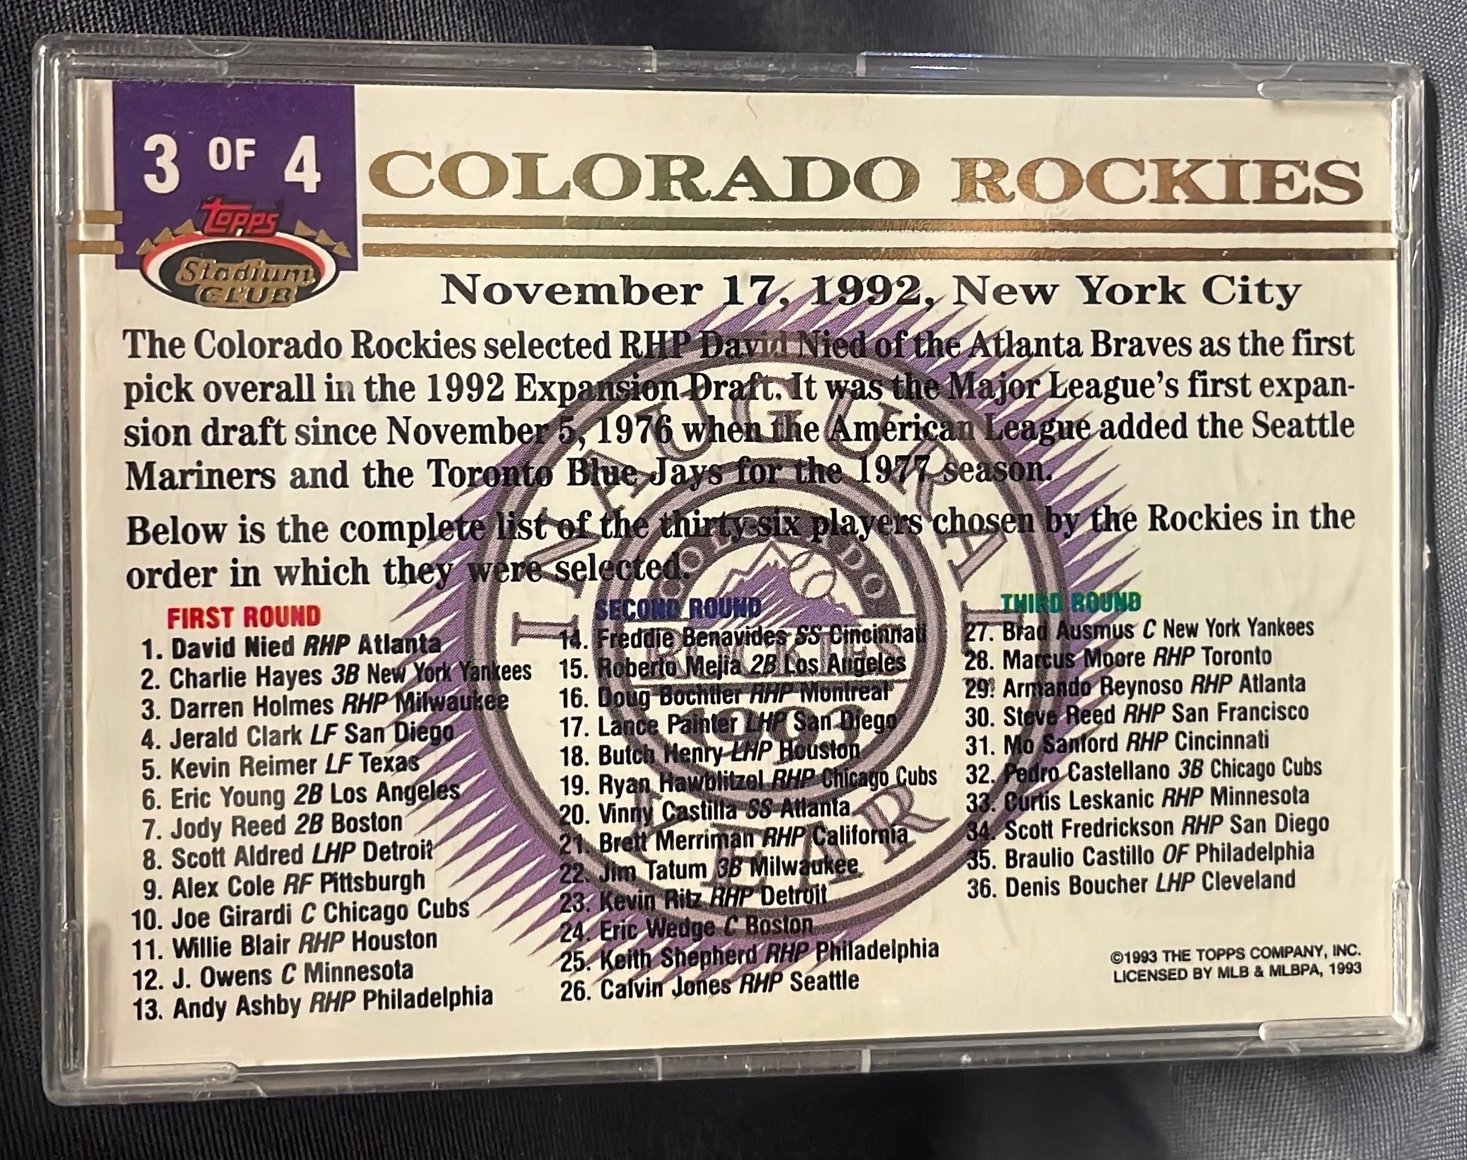 3 OF 4
COLORADO ROCKIES
Topps
Stadium
CLUB
November 17, 1992, New York City
The Colorado Rockies selected RHP David Nied of the Atlanta Braves as the first
pick overall in the 1992 Expansion Draft. It was the Major League's first expan-
sion draft since November 5, 1976 when the American League added the Seattle
Mariners and the Toronto Blue Jays for the 1977 season.
Below is the complete list of the thirty-six players chosen by the Rockies in the
order in which they were selected.
INAUGURAL
COLORADO
ROCKIES
1993
YEAR
FIRST ROUND
1. David Nied RHP Atlanta
2. Charlie Hayes 3B New York Yankees
3. Darren Holmes RHP Milwaukee
4. Jerald Clark LF San Diego
5. Kevin Reimer LF Texas
6. Eric Young 2B Los Angeles
7. Jody Reed 2B Boston
8. Scott Aldred LHP Detroit
9. Alex Cole RF Pittsburgh
10. Joe Girardi C Chicago Cubs
11. Willie Blair RHP Houston
12. J. Owens C Minnesota
13. Andy Ashby RHP Philadelphia
SECOND ROUND
14. Freddie Benavides SS Cincinnati
15. Roberto Mejia 2B Los Angeles
16. Doug Bochtler RHP Montreal
17. Lance Painter LHP San Diego
18. Butch Henry LHP Houston
19. Ryan Hawblitzel RHP Chicago Cubs
20. Vinny Castilla SS Atlanta
21. Brett Merriman RHP California
22. Jim Tatum 3B Milwaukee
23. Kevin Ritz RHP Detroit
24. Eric Wedge C Boston
25. Keith Shepherd RHP Philadelphia
26. Calvin Jones RHP Seattle
THIRD ROUND
27. Brad Ausmus C New York Yankees
28. Marcus Moore RHP Toronto
29. Armando Reynoso RHP Atlanta
30. Steve Reed RHP San Francisco
31. Mo Sanford RHP Cincinnati
32. Pedro Castellano 3B Chicago Cubs
33. Curtis Leskanic RHP Minnesota
34. Scott Fredrickson RHP San Diego
35. Braulio Castillo OF Philadelphia
36. Denis Boucher LHP Cleveland
©1993 THE TOPPS COMPANY, INC.
LICENSED BY MLB & MLBPA, 1993